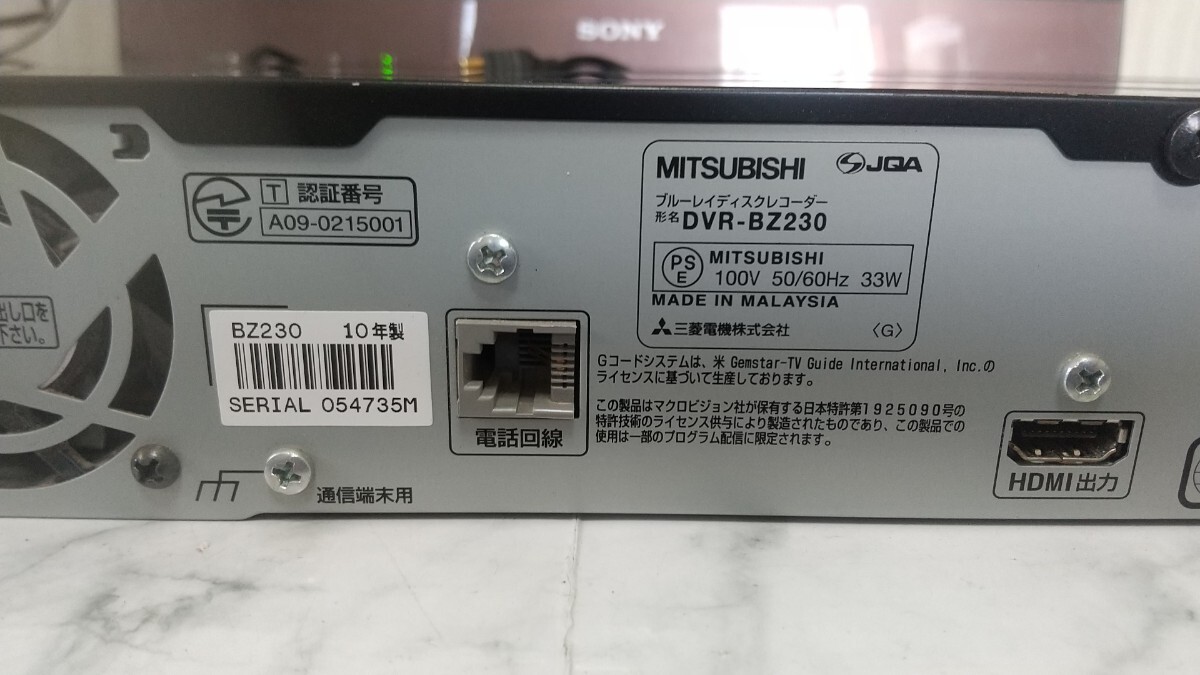 SONY
T 認証番号
A09-0215001
出し口を
下さい。
BZ230 10年製
SERIAL 054735M
通信端末用
電話回線
MITSUBISHI JQA
ブルーレイディスクレコーダー
形名 DVR-BZ230
PSE MITSUBISHI
100V 50/60Hz 33W
MADE IN MALAYSIA
三菱電機株式会社 〈G〉
Gコードシステムは、米 Gemstar-TV Guide International, Inc.の
ライセンスに基づいて生産しております。
この製品はマクロビジョン社が保有する日本特許第1925090号の
特許技術のライセンス供与により製造されたものであり、この製品での
使用は一部のプログラム配信に限定されます。
HDMI 出力